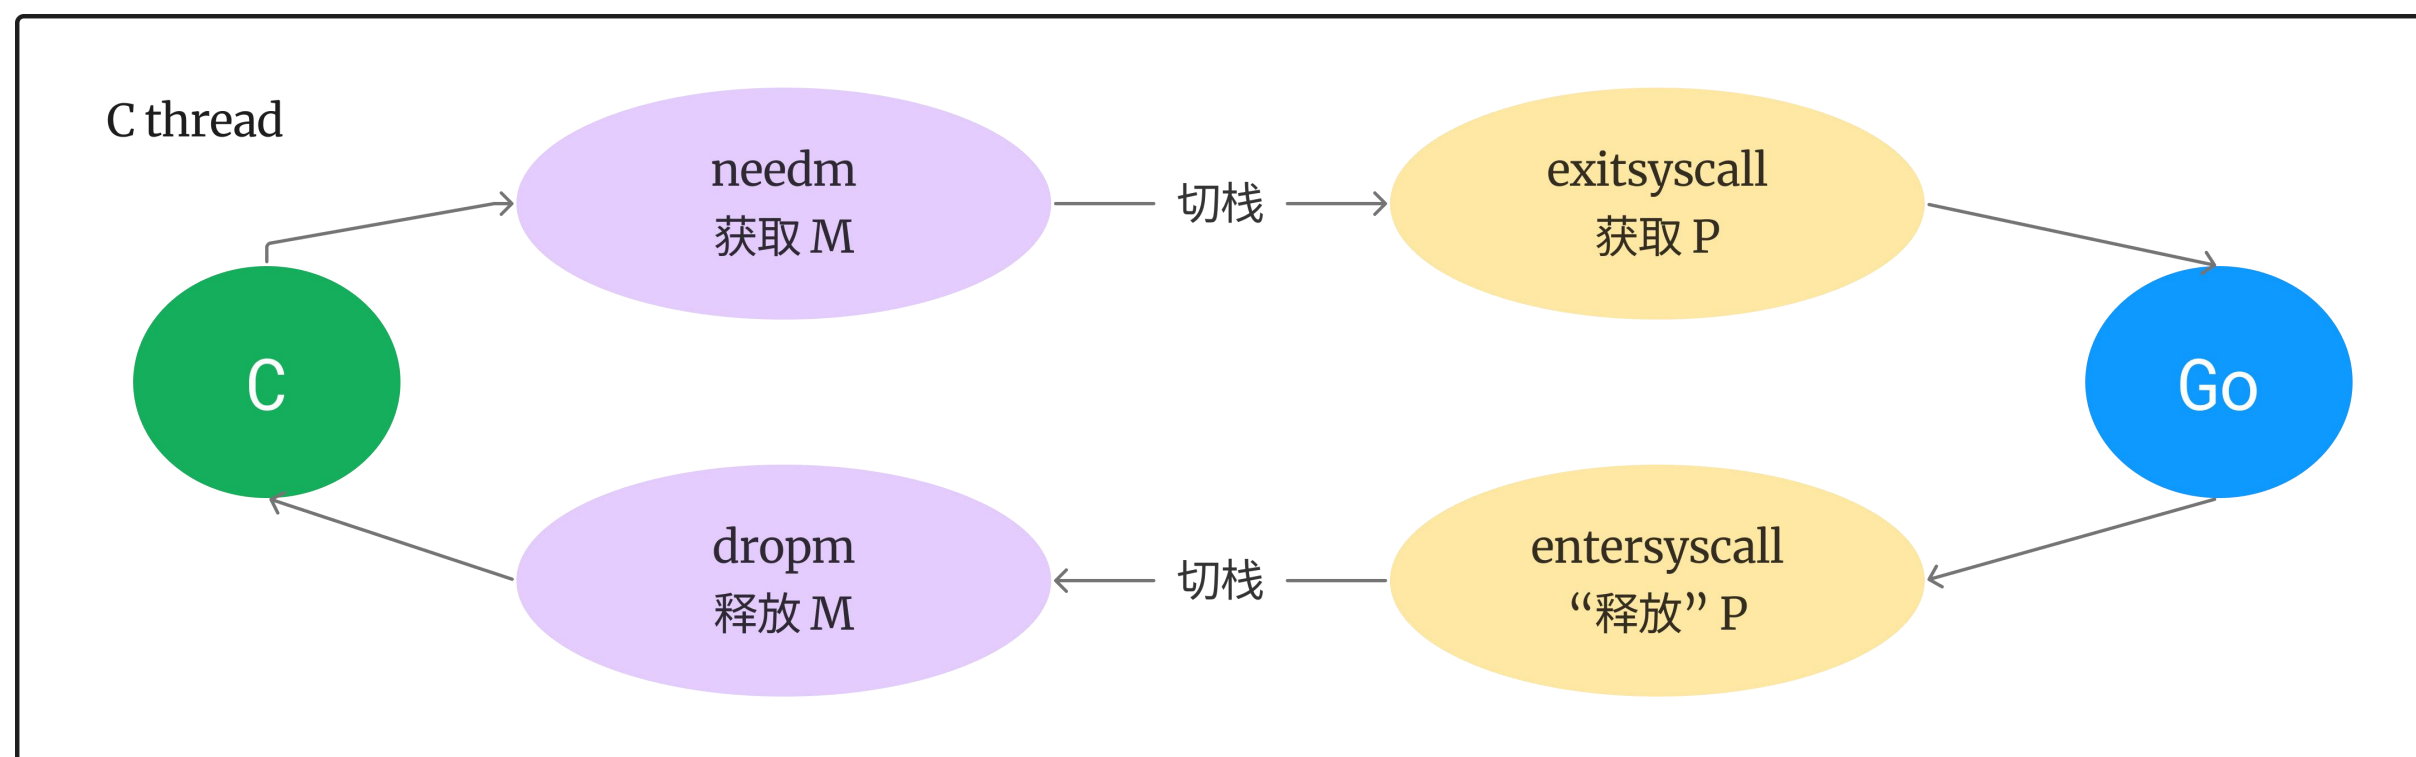 C thread
needm
获取 M
切栈
exitsyscall
获取 P
C
Go
dropm
释放 M
切栈
entersyscall
“释放” P